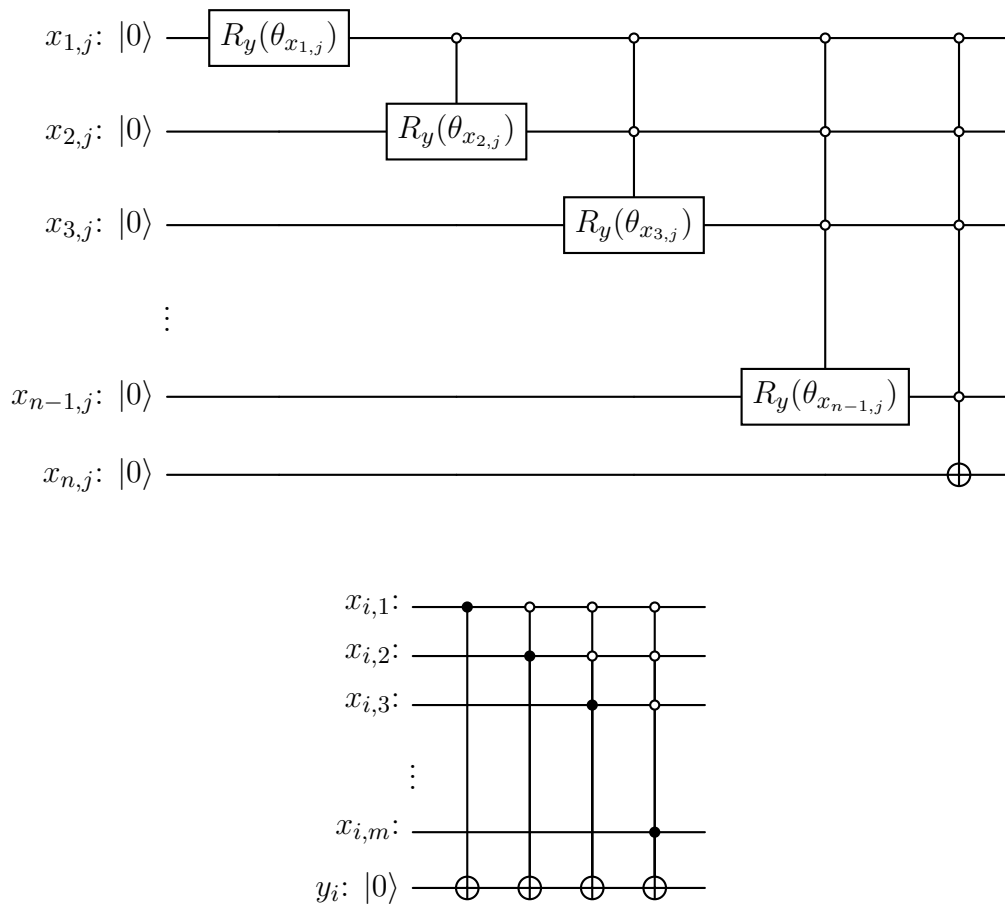 x_{1,j}: |0⟩ R_y(θ_{x_{1,j}})
x_{2,j}: |0⟩ R_y(θ_{x_{2,j}})
x_{3,j}: |0⟩ R_y(θ_{x_{3,j}})
⋮
x_{n−1,j}: |0⟩ R_y(θ_{x_{n−1,j}})
x_{n,j}: |0⟩
x_{i,1}:
x_{i,2}:
x_{i,3}:
⋮
x_{i,m}:
y_i: |0⟩